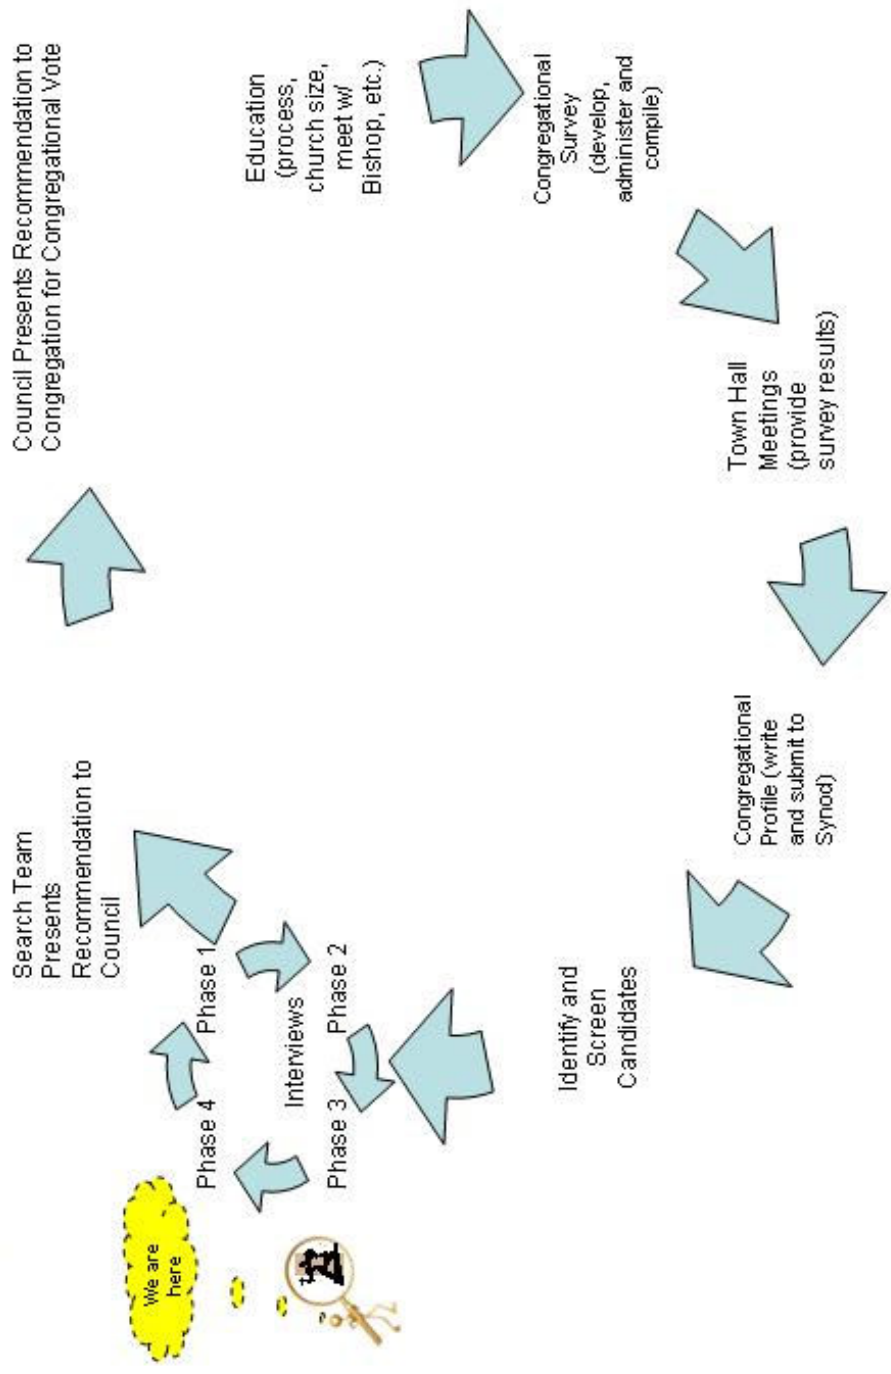 Education
(process,
church size,
meet w/
Bishop, etc.)
Congregational
Survey
(develop,
administer and
compile)
Town Hall
Meetings
(provide
survey results)
Congregational
Profile (write
and submit to
Synod)
Identify and
Screen
Candidates
Interviews
Phase 1
Phase 2
Phase 3
Phase 4
We are
here
Search Team
Presents
Recommendation to
Council
Council Presents Recommendation to
Congregation for Congregational Vote